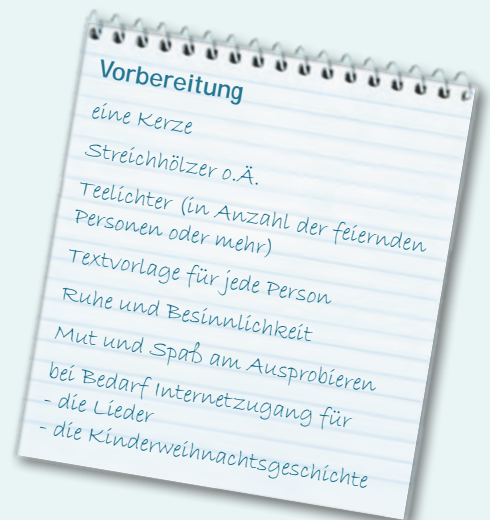 Vorbereitung
eine Kerze
Streichhölzer o.Ä.
Teelichter (in Anzahl der feiernden
Personen oder mehr)
Textvorlage für jede Person
Ruhe und Besinnlichkeit
Mut und Spaß am Ausprobieren
bei Bedarf Internetzugang für
- die Lieder
- die Kinderweihnachtsgeschichte